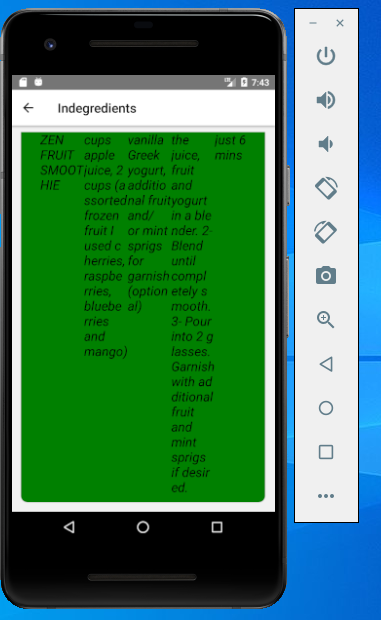 7:43
Indegredients
ZEN
FRUIT
SMOOT
HIE
cups
apple
juice, 2
cups (a
ssorted
frozen
fruit I
used c
herries,
raspbe
rries,
bluebe
rries
and
mango)
vanilla
Greek
yogurt,
additio
nal fruit
and/
or mint
sprigs
for
garnish
(option
al)
the
juice,
fruit
and
yogurt
in a ble
nder. 2-
Blend
until
compl
etely s
mooth.
3- Pour
into 2 g
lasses.
Garnish
with ad
ditional
fruit
and
mint
sprigs
if desir
ed.
just 6
mins